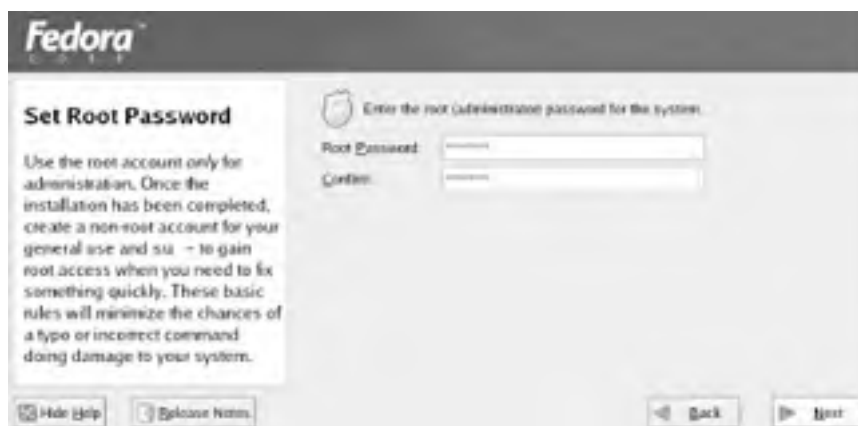 Fedora
CORE
Set Root Password
Use the root account only for
administration. Once the
installation has been completed,
create a non-root account for your
general use and su - to gain
root access when you need to fix
something quickly. These basic
rules will minimize the chances of
a typo or incorrect command
doing damage to your system.
Enter the root (administrator) password for the system.
Root Password:
Confirm:
Hide Help
Release Notes
Back
Next